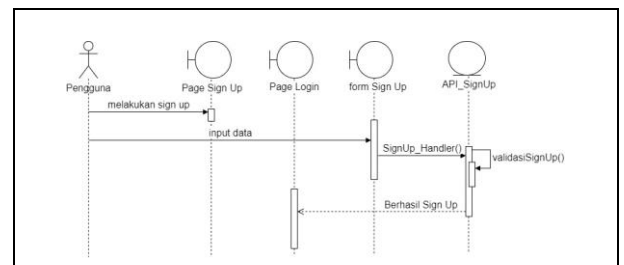 Pengguna
Page Sign Up
Page Login
form Sign Up
API_SignUp
melakukan sign up
input data
SignUp_Handler()
validasiSignUp()
Berhasil Sign Up